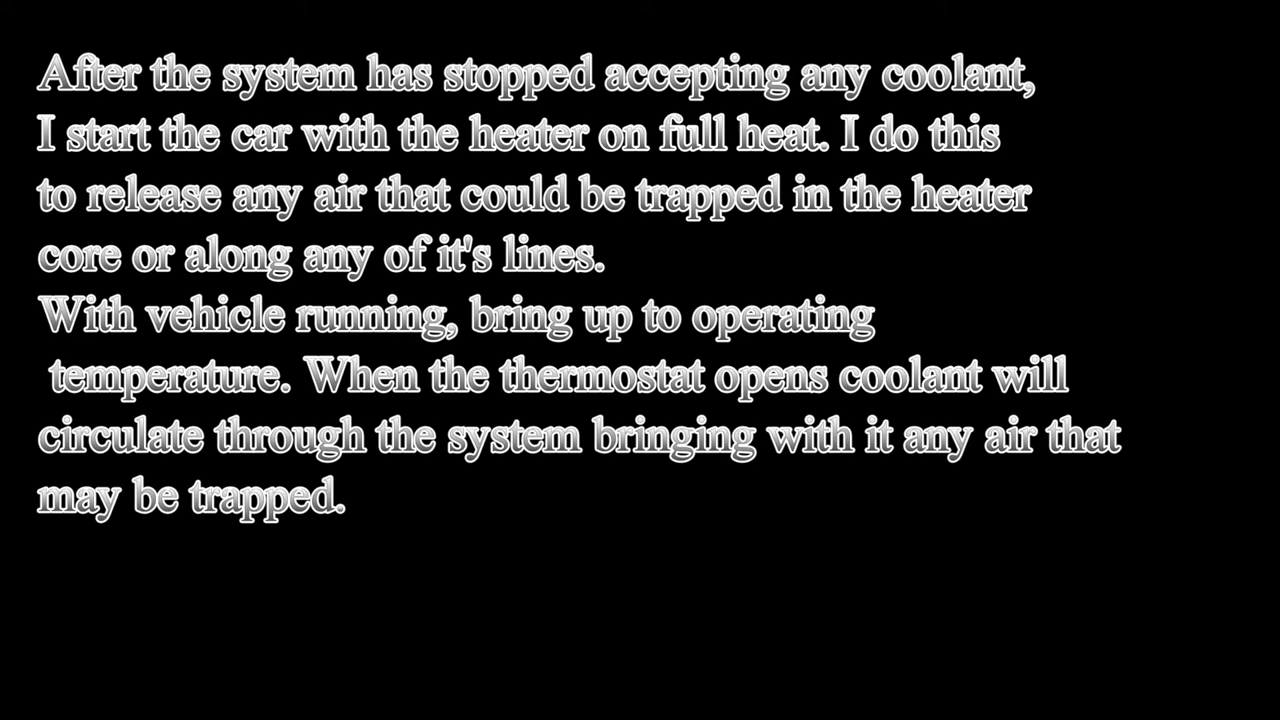 After the system has stopped accepting any coolant,
I start the car with the heater on full heat. I do this
to release any air that could be trapped in the heater
core or along any of it's lines.
With vehicle running, bring up to operating
temperature. When the thermostat opens coolant will
circulate through the system bringing with it any air that
may be trapped.